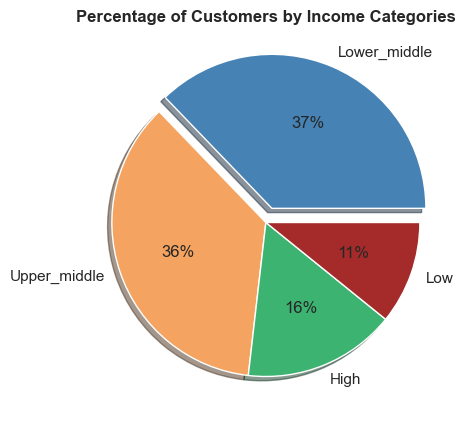 Percentage of Customers by Income Categories
Lower_middle
37%
Upper_middle
36%
11%
Low
16%
High